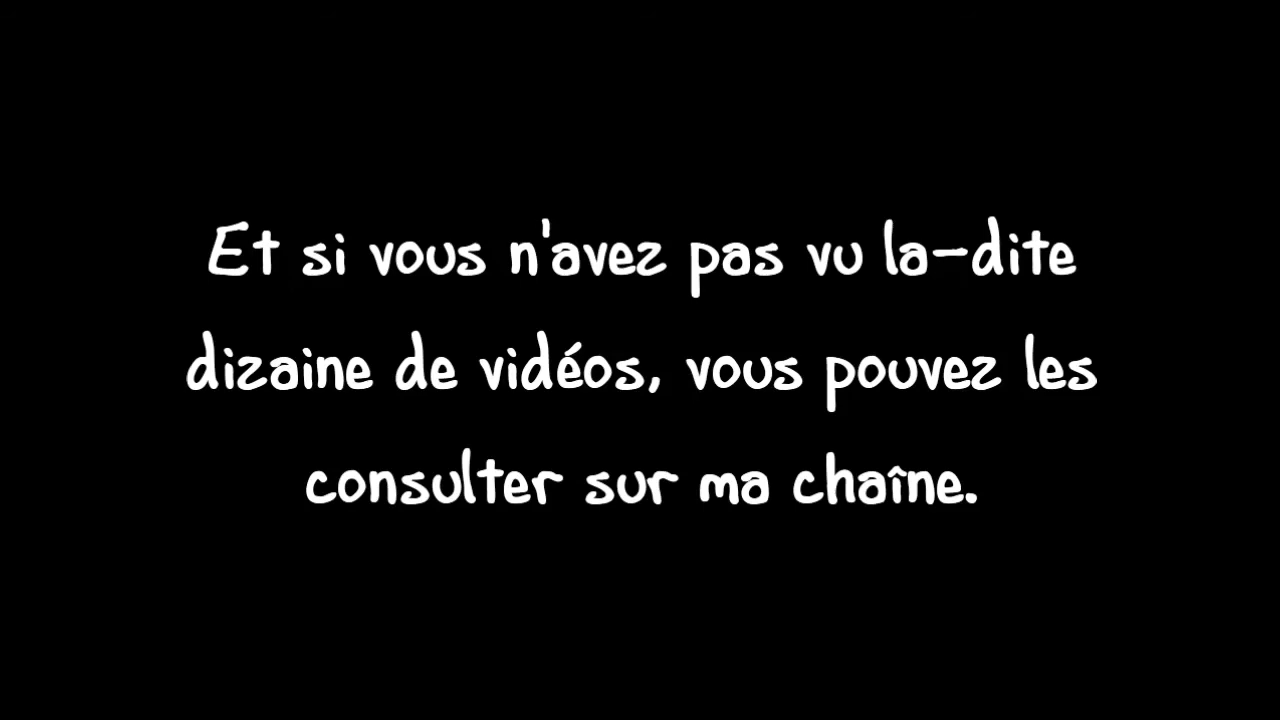 Et si vous n'avez pas vu la-dite
dizaine de vidéos, vous pouvez les
consulter sur ma chaîne.